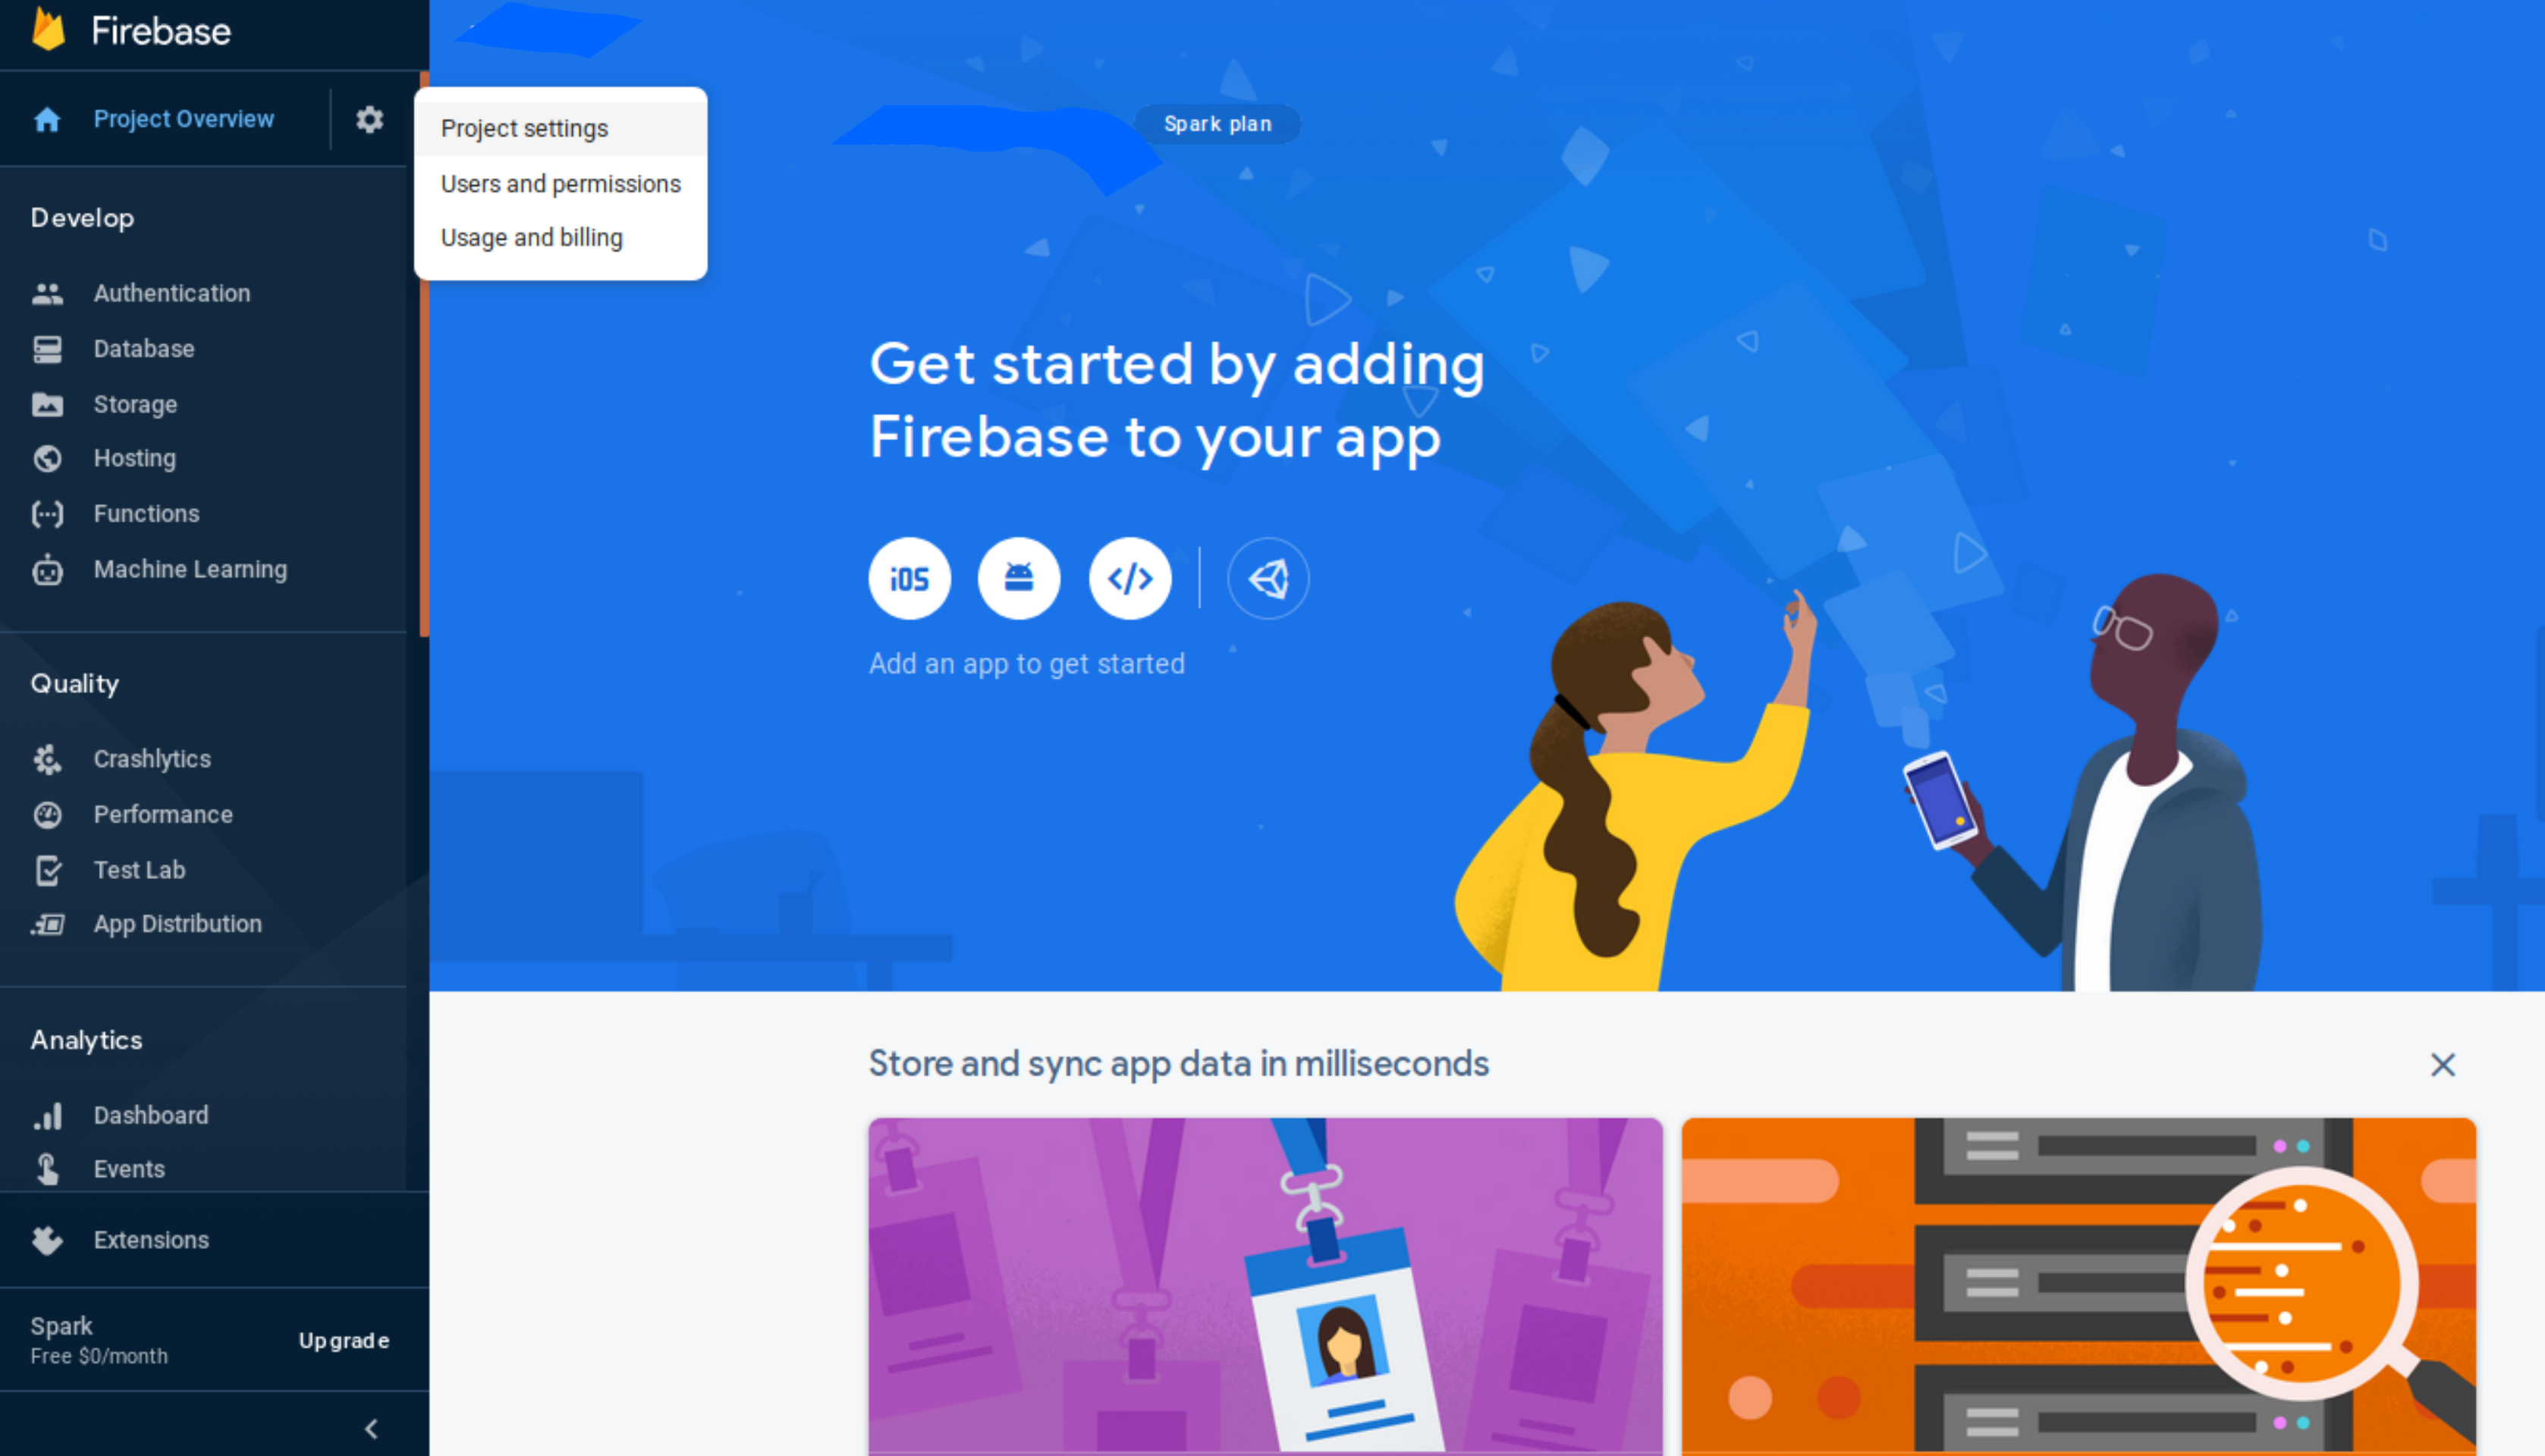 Firebase
Project Overview
Project settings
Users and permissions
Usage and billing
Spark plan
Develop
Authentication
Database
Storage
Hosting
Functions
Machine Learning
Quality
Crashlytics
Performance
Test Lab
App Distribution
Analytics
Dashboard
Events
Extensions
Spark
Free $0/month
Upgrade
Get started by adding
Firebase to your app
iOS
</>
Add an app to get started
Store and sync app data in milliseconds